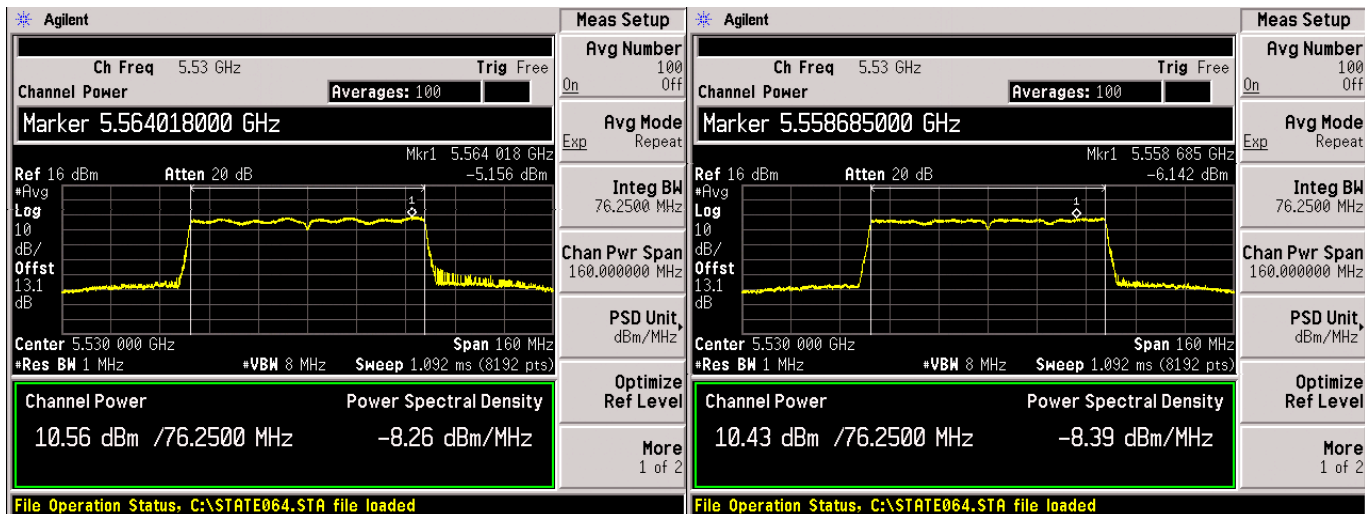 Agilent
Ch Freq 5.53 GHz Trig Free
Channel Power Averages: 100
Marker 5.564018000 GHz
Mkr1 5.564 018 GHz
Ref 16 dBm Atten 20 dB -5.156 dBm
#Avg
Log
10
dB/
Offst
13.1
dB
1
Center 5.530 000 GHz Span 160 MHz
#Res BW 1 MHz #VBW 8 MHz Sweep 1.092 ms (8192 pts)
Channel Power Power Spectral Density
10.56 dBm /76.2500 MHz -8.26 dBm/MHz
File Operation Status, C:\STATE064.STA file loaded
Meas Setup
Avg Number
100
On Off
Avg Mode
Exp Repeat
Integ BW
76.2500 MHz
Chan Pwr Span
160.000000 MHz
PSD Unit
dBm/MHz
Optimize
Ref Level
More
1 of 2
Agilent
Ch Freq 5.53 GHz Trig Free
Channel Power Averages: 100
Marker 5.558685000 GHz
Mkr1 5.558 685 GHz
Ref 16 dBm Atten 20 dB -6.142 dBm
#Avg
Log
10
dB/
Offst
13.1
dB
1
Center 5.530 000 GHz Span 160 MHz
#Res BW 1 MHz #VBW 8 MHz Sweep 1.092 ms (8192 pts)
Channel Power Power Spectral Density
10.43 dBm /76.2500 MHz -8.39 dBm/MHz
File Operation Status, C:\STATE064.STA file loaded
Meas Setup
Avg Number
100
On Off
Avg Mode
Exp Repeat
Integ BW
76.2500 MHz
Chan Pwr Span
160.000000 MHz
PSD Unit
dBm/MHz
Optimize
Ref Level
More
1 of 2